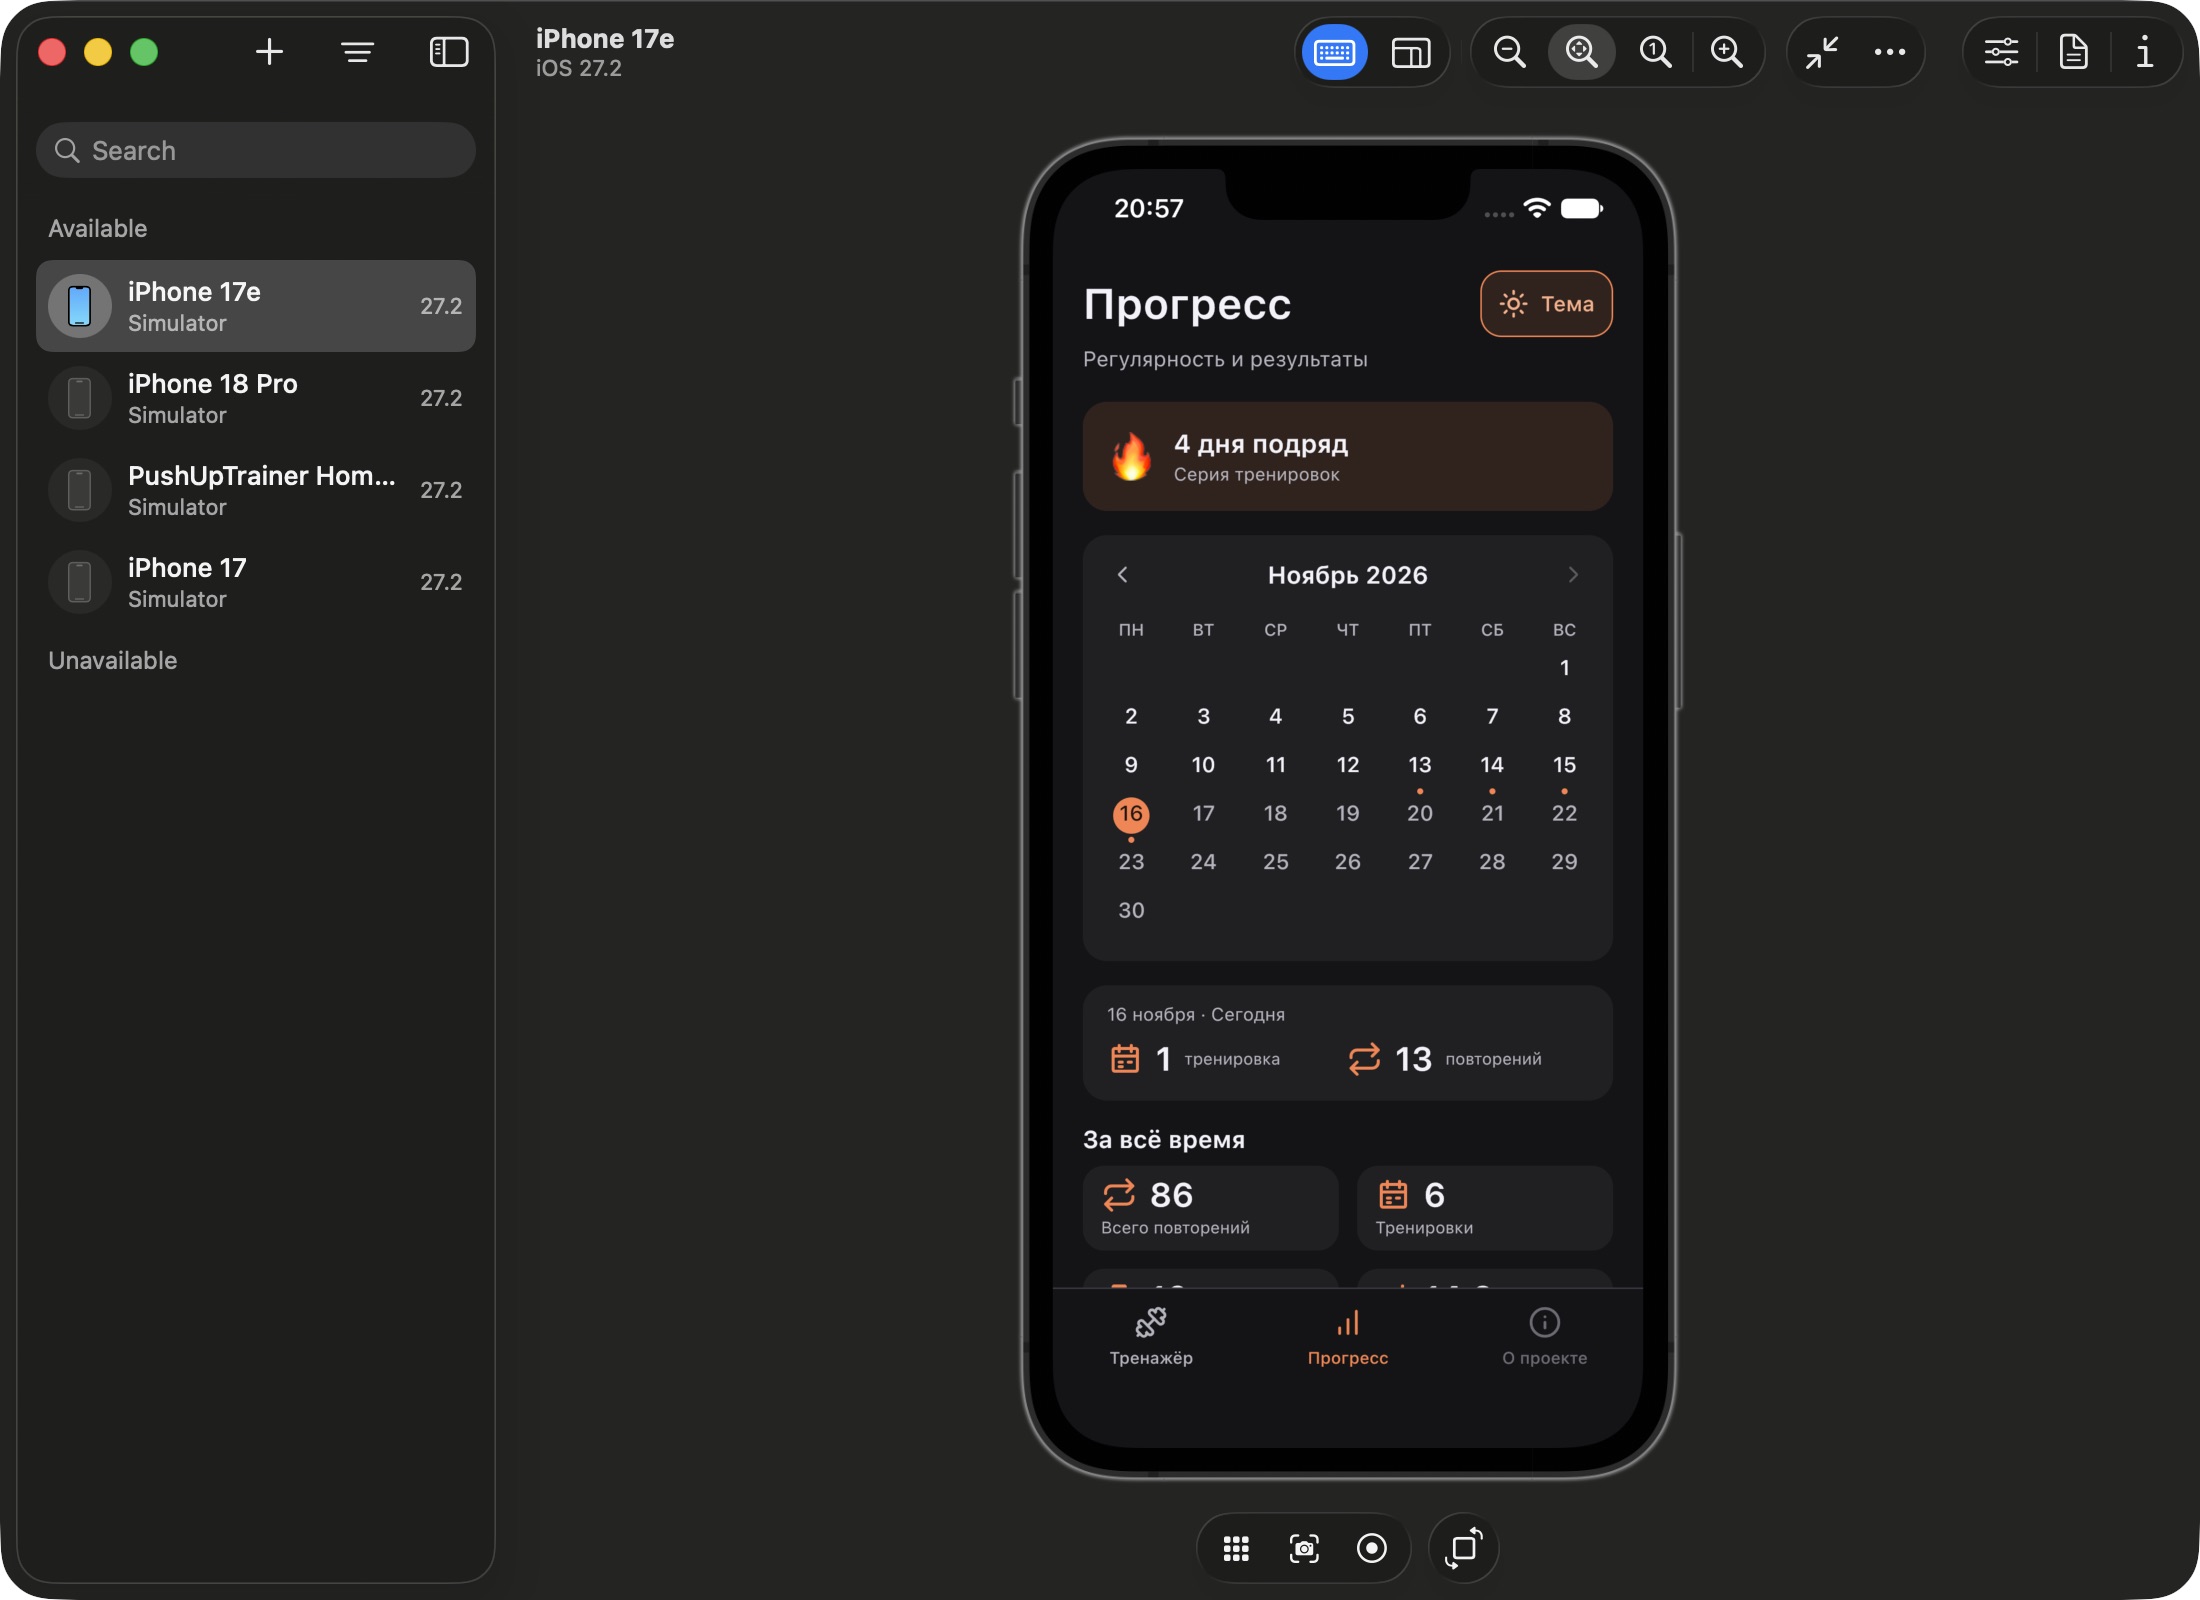 iPhone 17e
iOS 27.2
Search
Available
iPhone 17e
Simulator
27.2
iPhone 18 Pro
Simulator
27.2
PushUpTrainer Hom...
Simulator
27.2
iPhone 17
Simulator
27.2
Unavailable
20:57
Прогресс
Тема
Регулярность и результаты
4 дня подряд
Серия тренировок
Ноябрь 2026
ПН ВТ СР ЧТ ПТ СБ ВС
1
2 3 4 5 6 7 8
9 10 11 12 13 14 15
16 17 18 19 20 21 22
23 24 25 26 27 28 29
30
16 ноября · Сегодня
1 тренировка 13 повторений
За всё время
86
Всего повторений
6
Тренировки
Тренажёр
Прогресс
О проекте